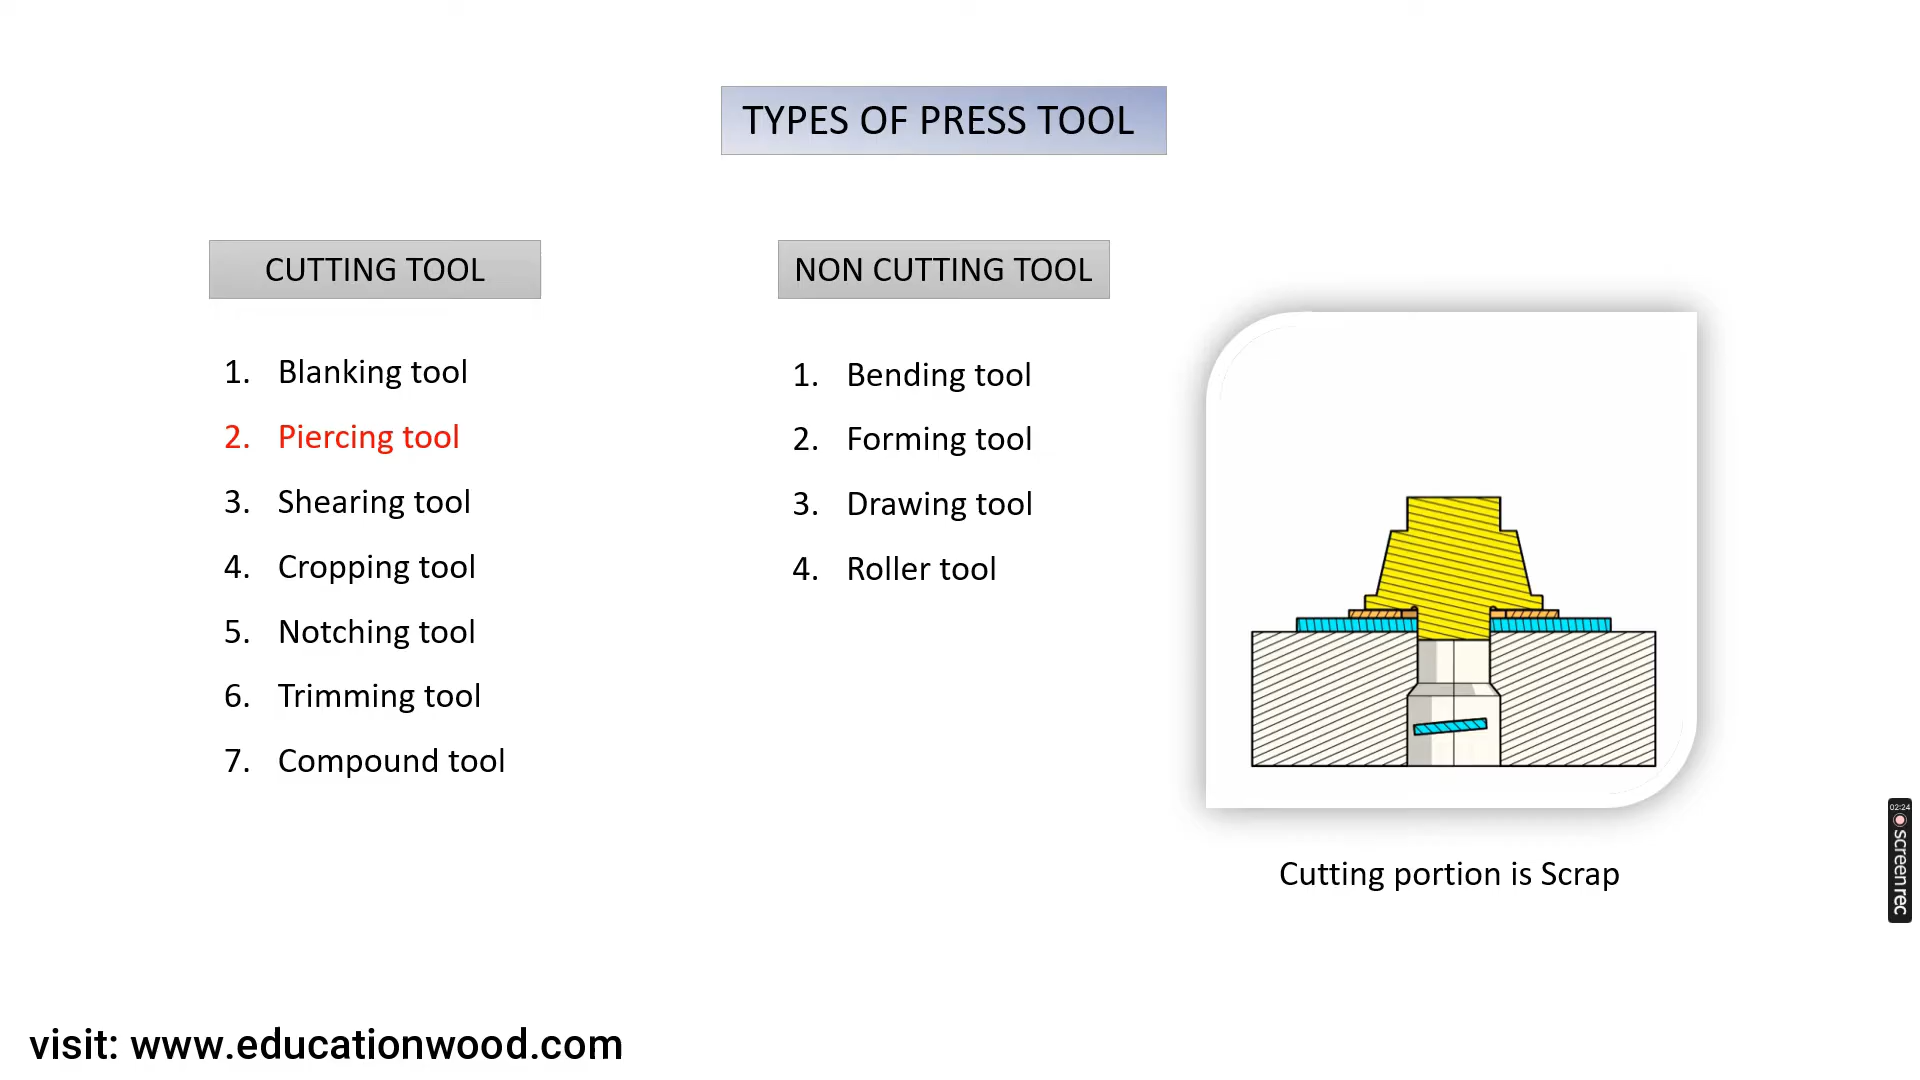 TYPES OF PRESS TOOL
CUTTING TOOL
1. Blanking tool
2. Piercing tool
3. Shearing tool
4. Cropping tool
5. Notching tool
6. Trimming tool
7. Compound tool
NON CUTTING TOOL
1. Bending tool
2. Forming tool
3. Drawing tool
4. Roller tool
Cutting portion is Scrap
02:24
screenrec
visit: www.educationwood.com